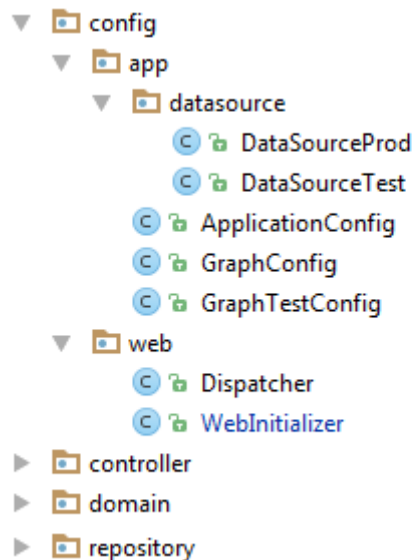 config
app
datasource
C DataSourceProd
C DataSourceTest
C ApplicationConfig
C GraphConfig
C GraphTestConfig
web
C Dispatcher
C WebInitializer
controller
domain
repository